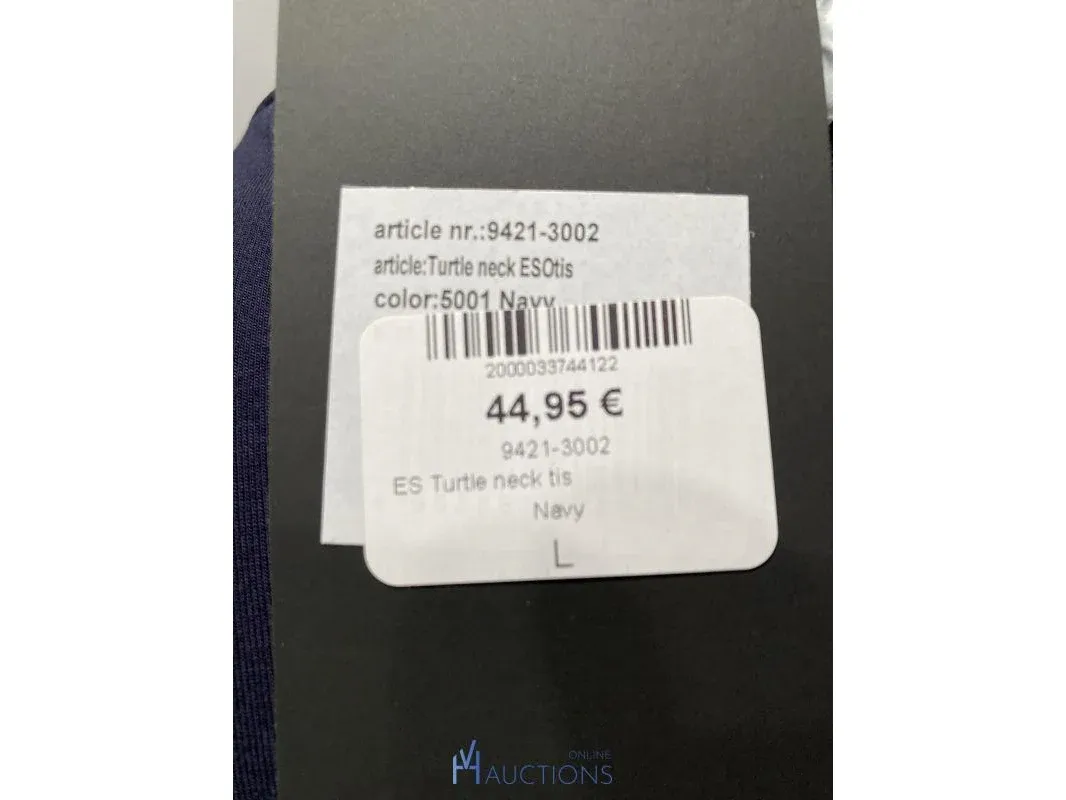 article nr.:9421-3002
article:Turtle neck ESOtis
color:5001 Navy
2000033744122
44,95 €
9421-3002
ES Turtle neck tis
Navy
L
ONLINE
HVAUCTIONS